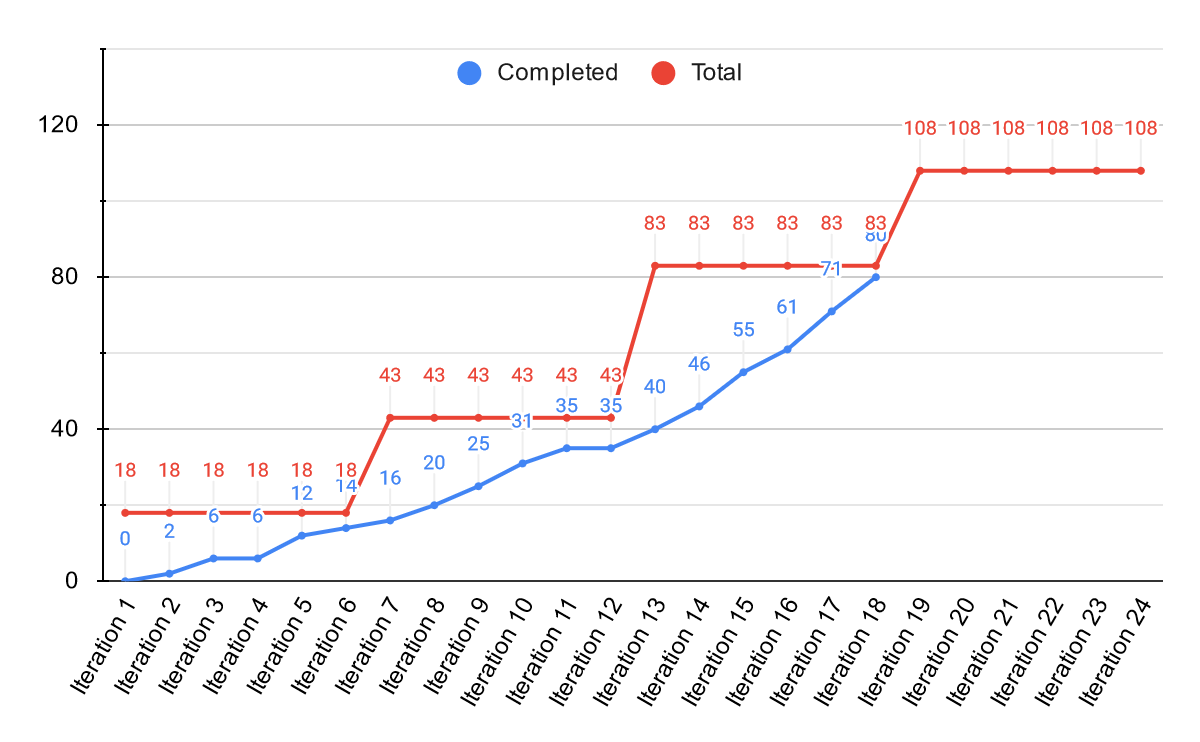 Completed Total
120
108 108 108 108 108 108
83 83 83 83 83 83
80
80
71
61
55
46
43 43 43 43 43 43
40
40
35 35
31
25
20
18 18 18 18 18 18
16
14
12
6 6
2
0
0
Iteration 1
Iteration 2
Iteration 3
Iteration 4
Iteration 5
Iteration 6
Iteration 7
Iteration 8
Iteration 9
Iteration 10
Iteration 11
Iteration 12
Iteration 13
Iteration 14
Iteration 15
Iteration 16
Iteration 17
Iteration 18
Iteration 19
Iteration 20
Iteration 21
Iteration 22
Iteration 23
Iteration 24